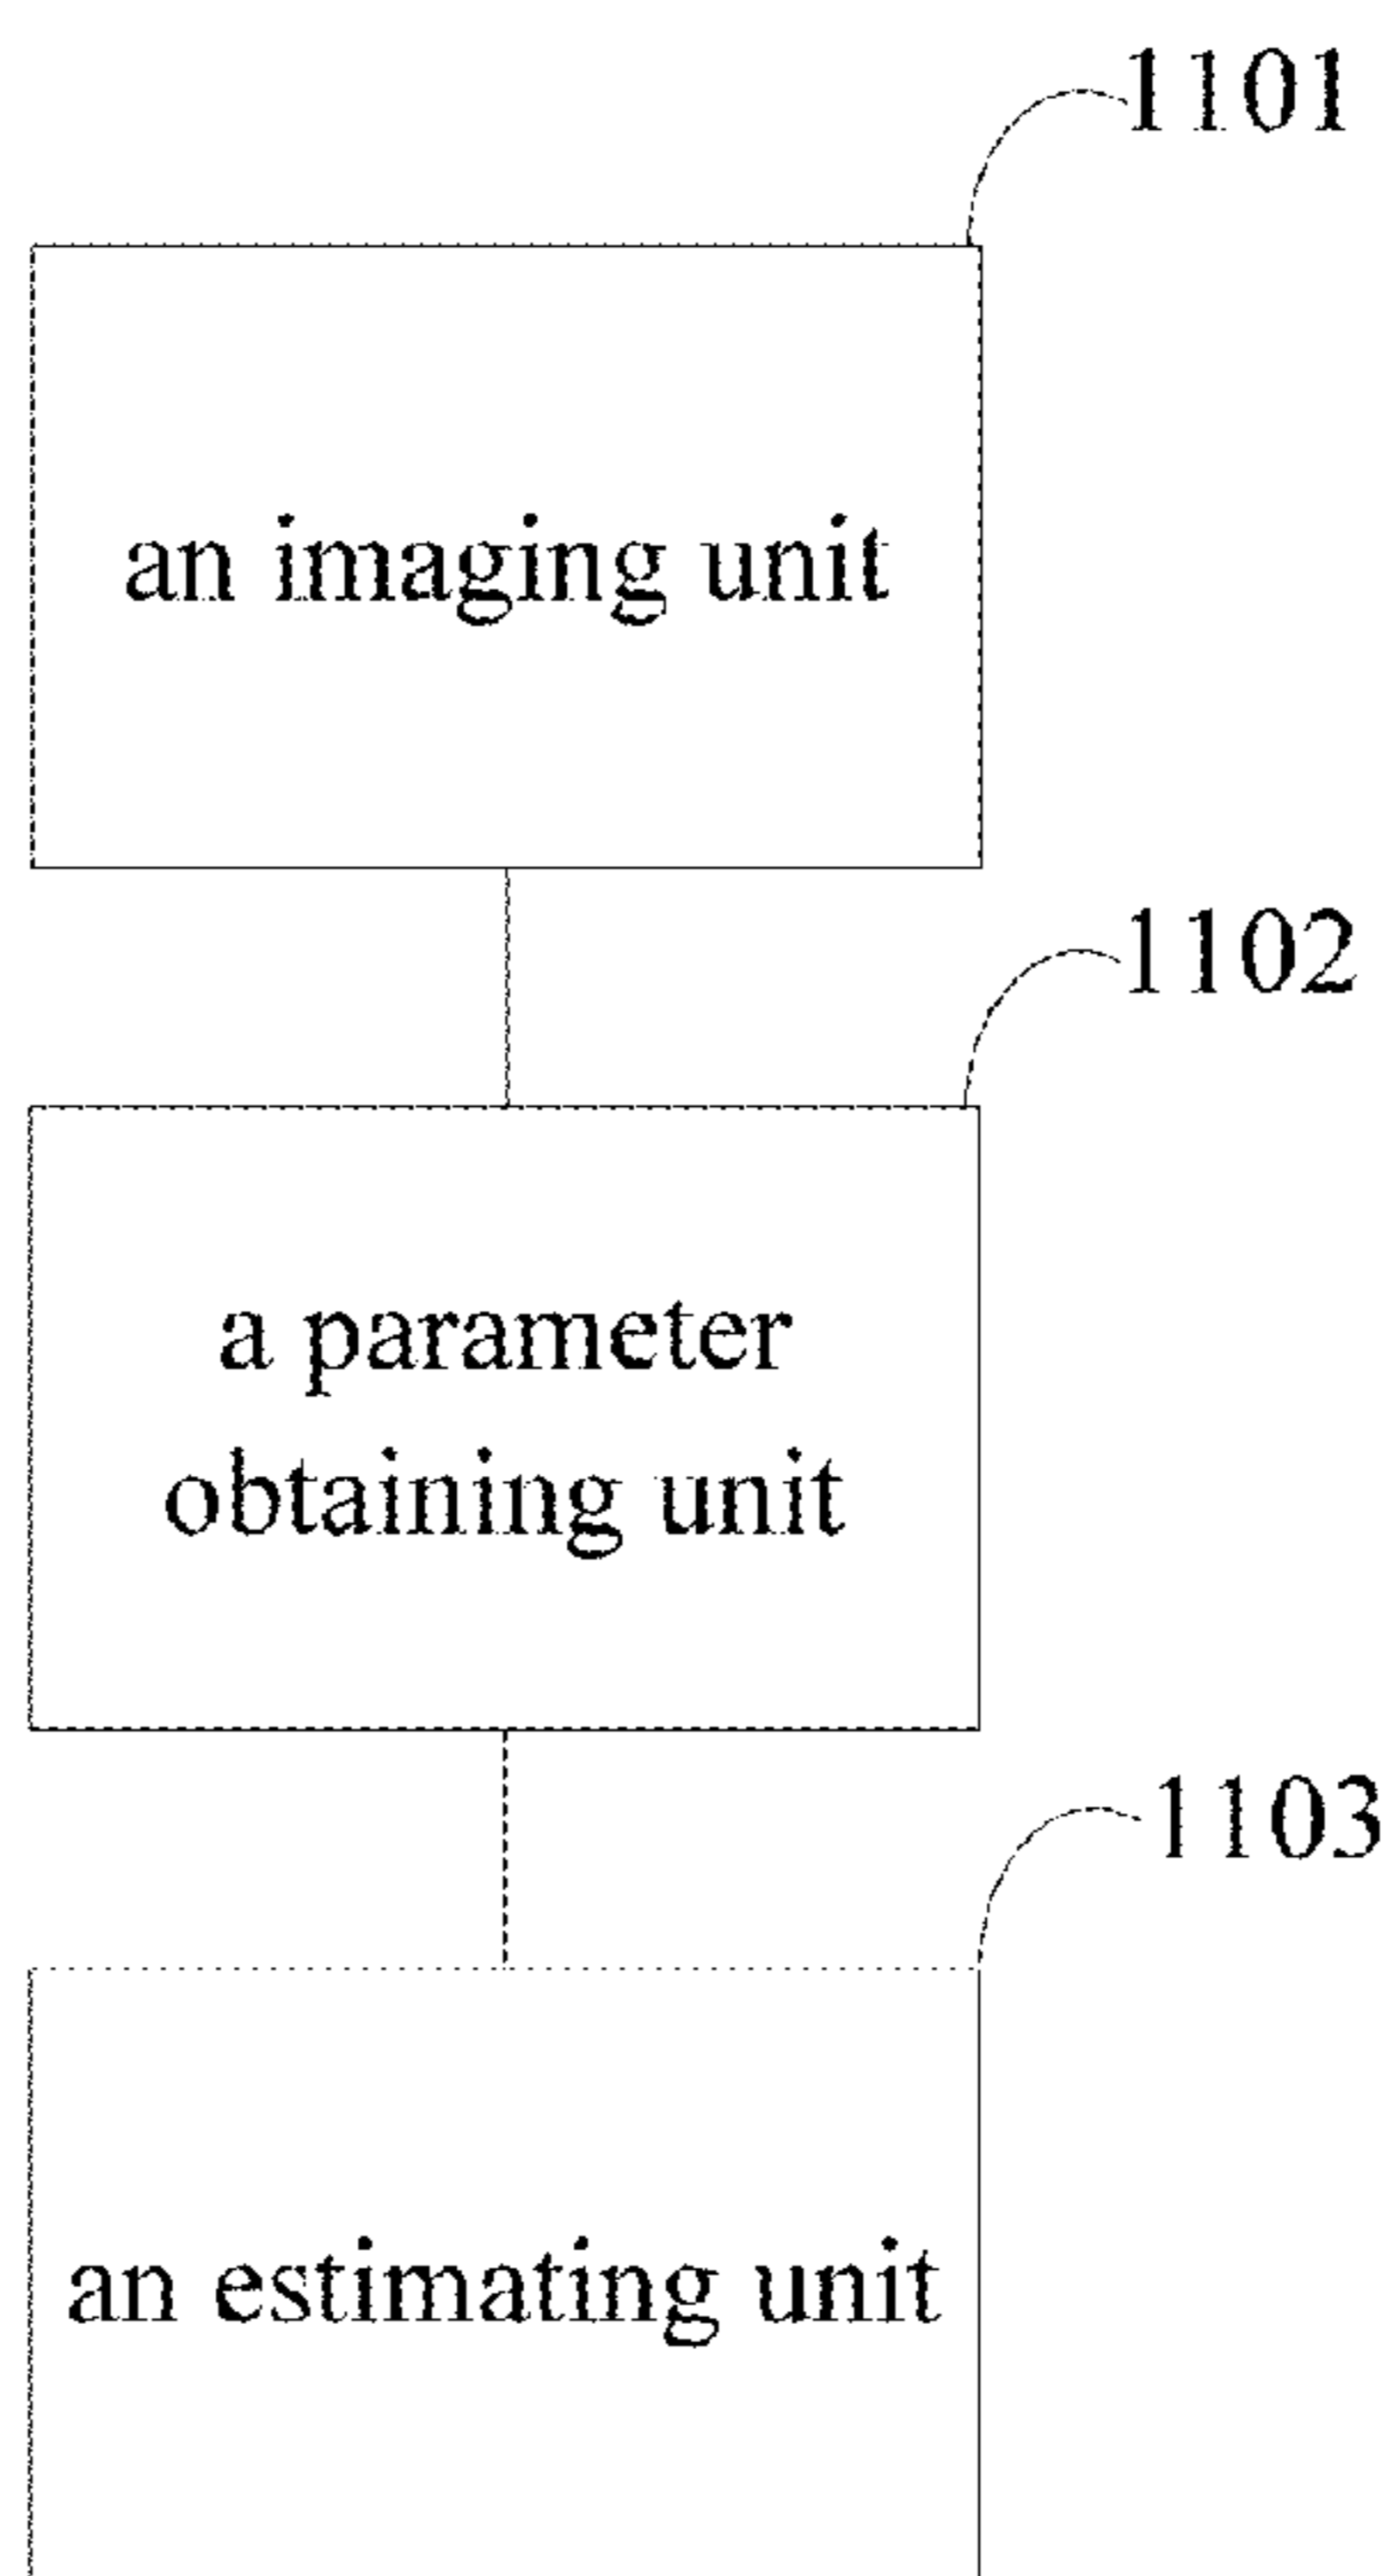 1101
an imaging unit
1102
a parameter
obtaining unit
1103
an estimating unit